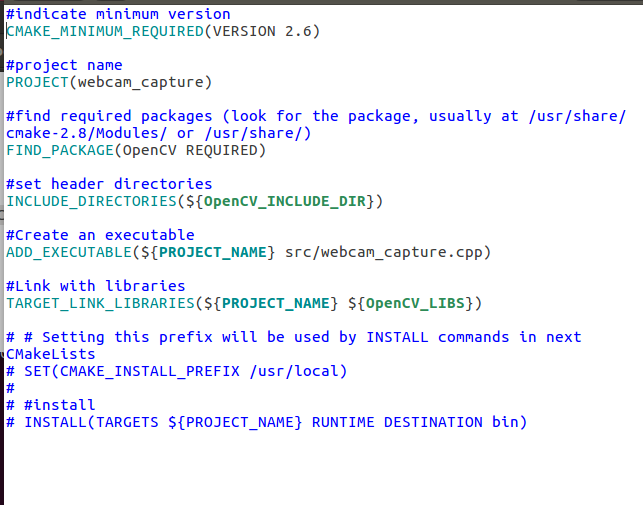 #indicate minimum version
CMAKE_MINIMUM_REQUIRED(VERSION 2.6)
#project name
PROJECT(webcam_capture)
#find required packages (look for the package, usually at /usr/share/
cmake-2.8/Modules/ or /usr/share/)
FIND_PACKAGE(OpenCV REQUIRED)
#set header directories
INCLUDE_DIRECTORIES(${OpenCV_INCLUDE_DIR})
#Create an executable
ADD_EXECUTABLE(${PROJECT_NAME} src/webcam_capture.cpp)
#Link with libraries
TARGET_LINK_LIBRARIES(${PROJECT_NAME} ${OpenCV_LIBS})
# # Setting this prefix will be used by INSTALL commands in next
CMakeLists
# SET(CMAKE_INSTALL_PREFIX /usr/local)
#
# #install
# INSTALL(TARGETS ${PROJECT_NAME} RUNTIME DESTINATION bin)